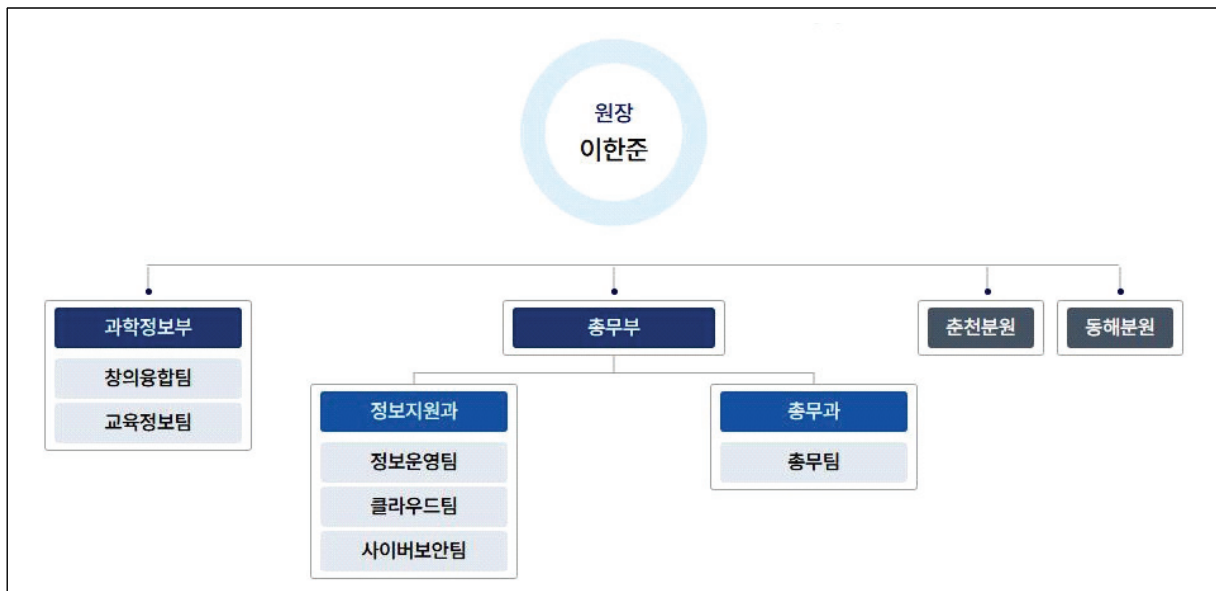 원장
이한준
과학정보부
창의융합팀
교육정보팀
총무부
정보지원과
정보운영팀
클라우드팀
사이버보안팀
총무과
총무팀
춘천분원
동해분원